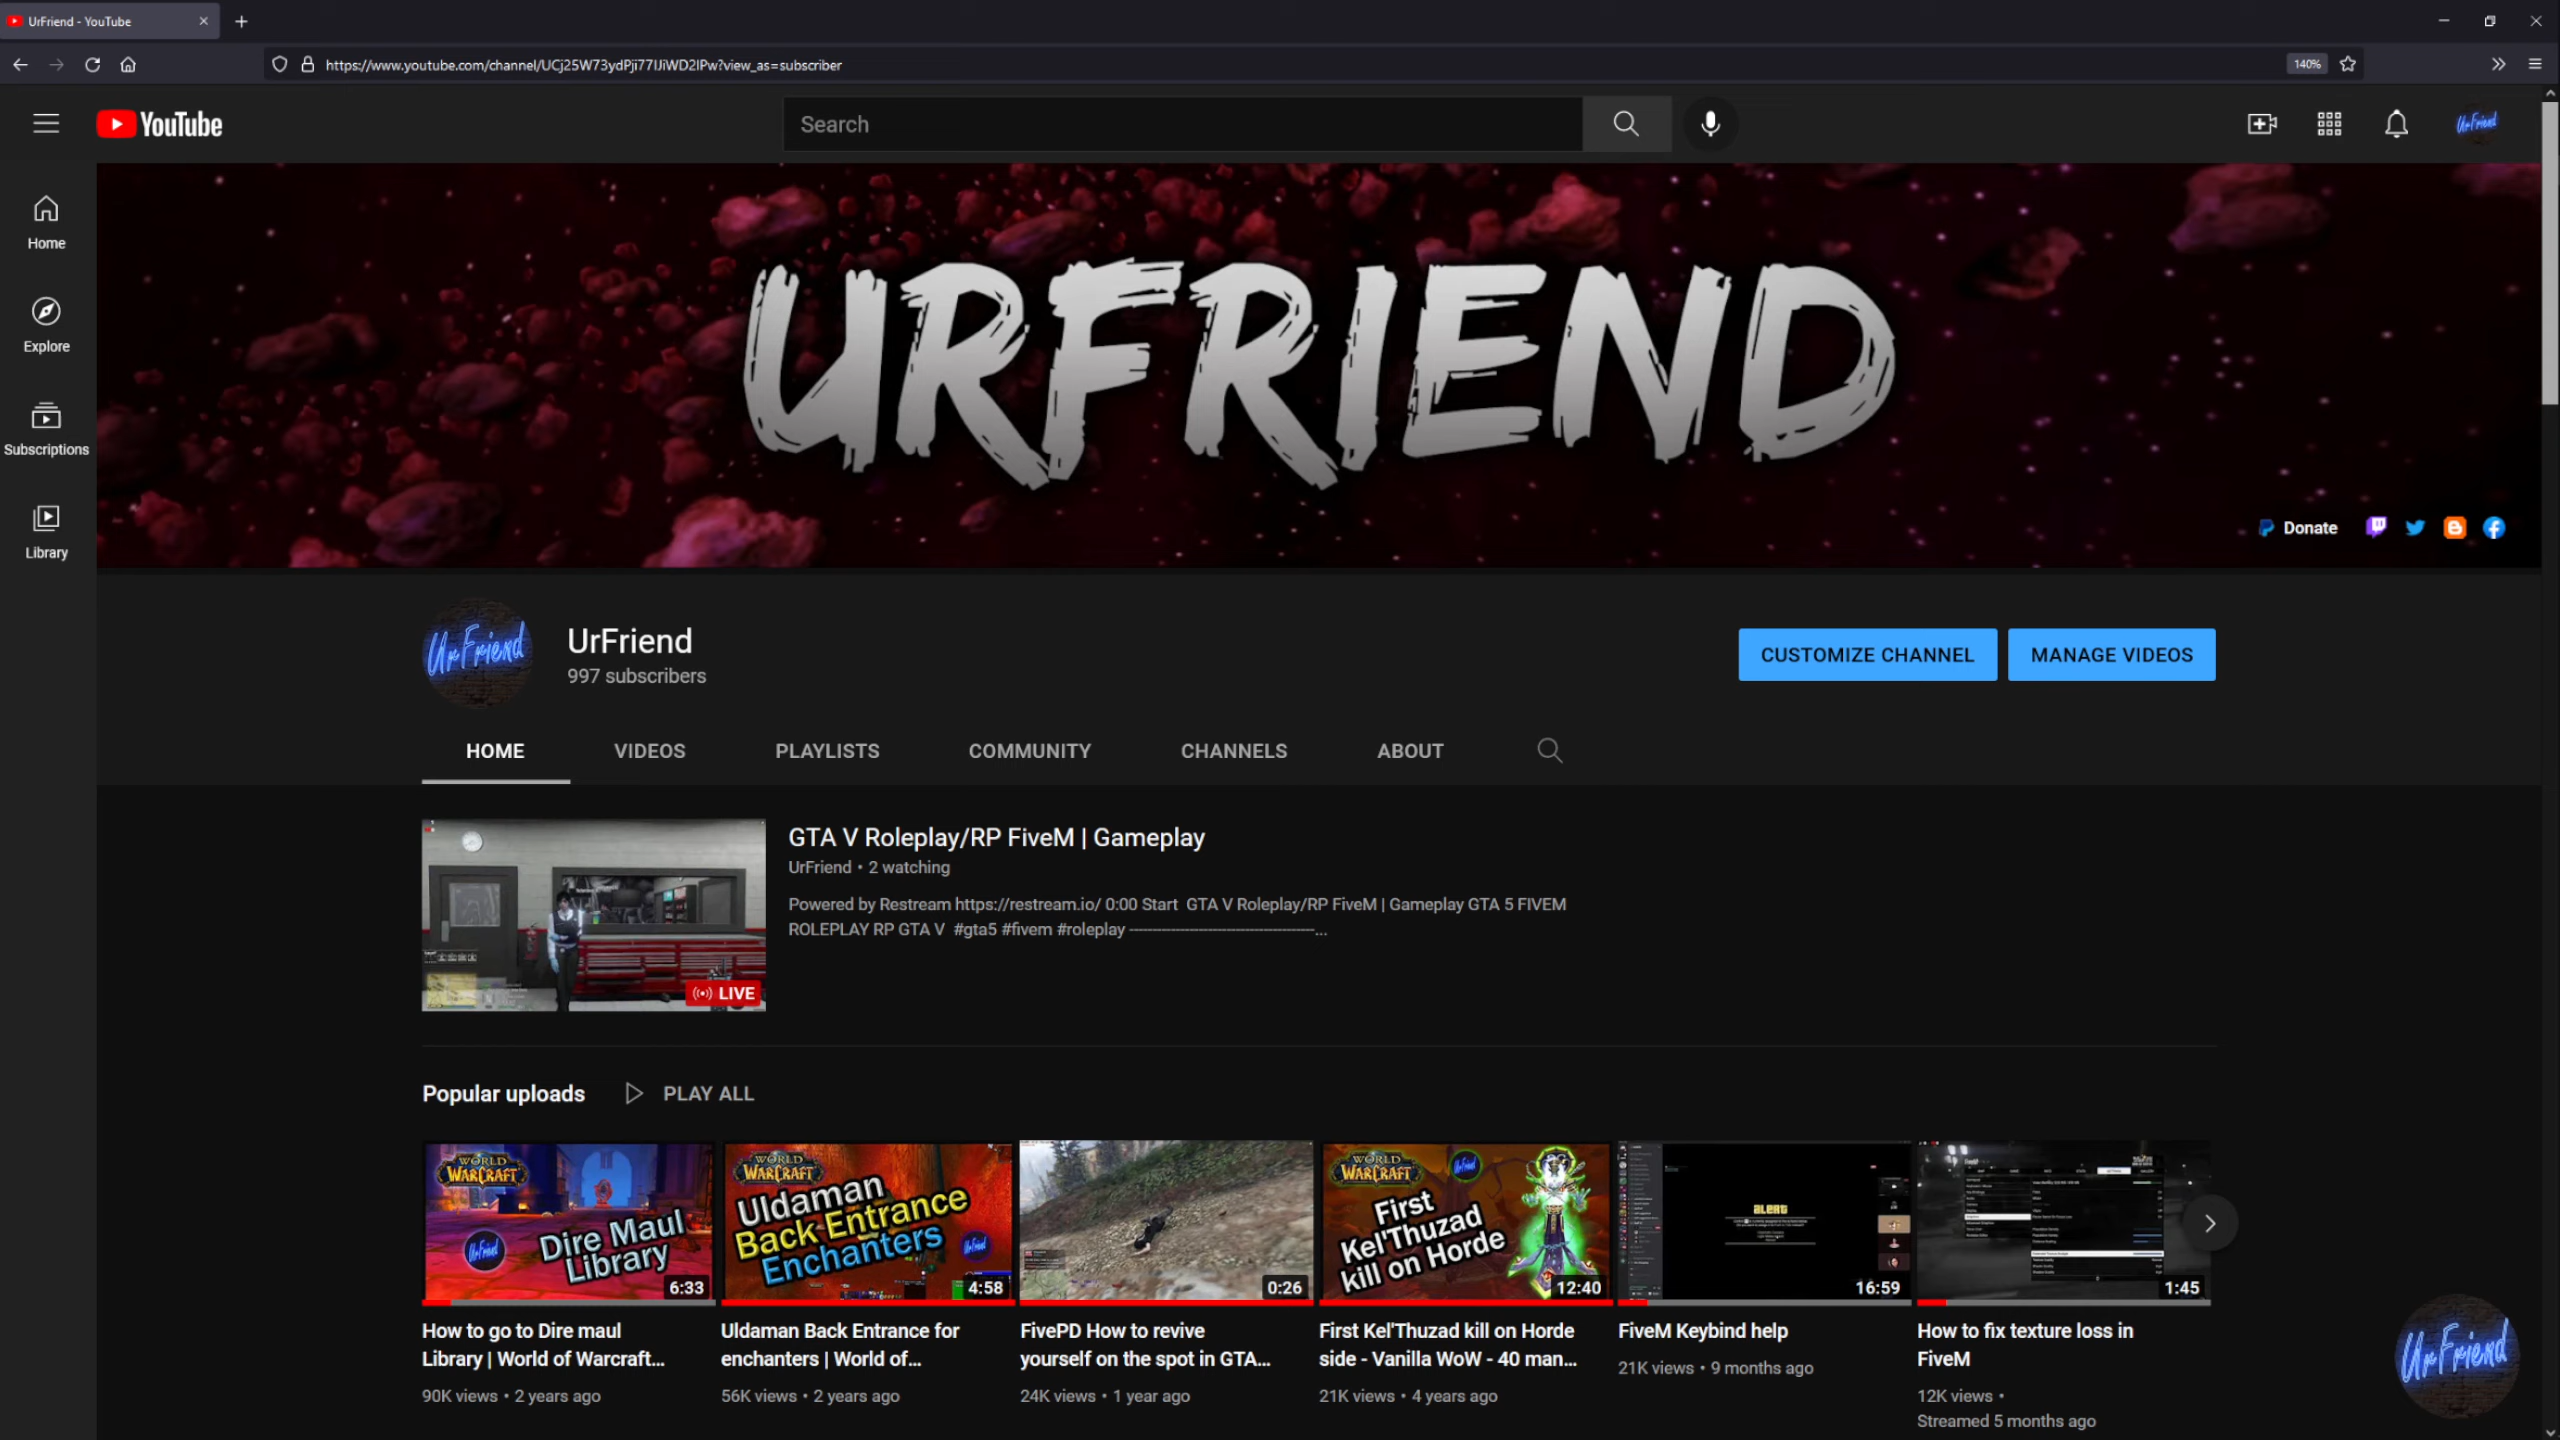 UrFriend - YouTube
https://www.youtube.com/channel/UCj25W73ydPji77IJiWD2IPw?view_as=subscriber
140%
YouTube
Search
UrFriend
Home
Explore
Subscriptions
Library
URFRIEND
Donate
UrFriend
UrFriend
997 subscribers
CUSTOMIZE CHANNEL
MANAGE VIDEOS
HOME
VIDEOS
PLAYLISTS
COMMUNITY
CHANNELS
ABOUT
GTA V Roleplay/RP FiveM | Gameplay
UrFriend • 2 watching
Powered by Restream https://restream.io/ 0:00 Start GTA V Roleplay/RP FiveM | Gameplay GTA 5 FIVEM
ROLEPLAY RP GTA V #gta5 #fivem #roleplay ----------------------------------------...
LIVE
Popular uploads
PLAY ALL
WORLD
WARCRAFT
UrFriend
Dire Maul
Library
6:33
How to go to Dire maul
Library | World of Warcraft...
90K views • 2 years ago
WORLD
WARCRAFT
Uldaman
Back Entrance
Enchanters
UrFriend
4:58
Uldaman Back Entrance for
enchanters | World of...
56K views • 2 years ago
0:26
FivePD How to revive
yourself on the spot in GTA...
24K views • 1 year ago
WORLD
WARCRAFT
UrFriend
First
Kel'Thuzad
kill on Horde
12:40
First Kel'Thuzad kill on Horde
side - Vanilla WoW - 40 man...
21K views • 4 years ago
ALERT
16:59
FiveM Keybind help
21K views • 9 months ago
1:45
How to fix texture loss in
FiveM
12K views •
Streamed 5 months ago
UrFriend